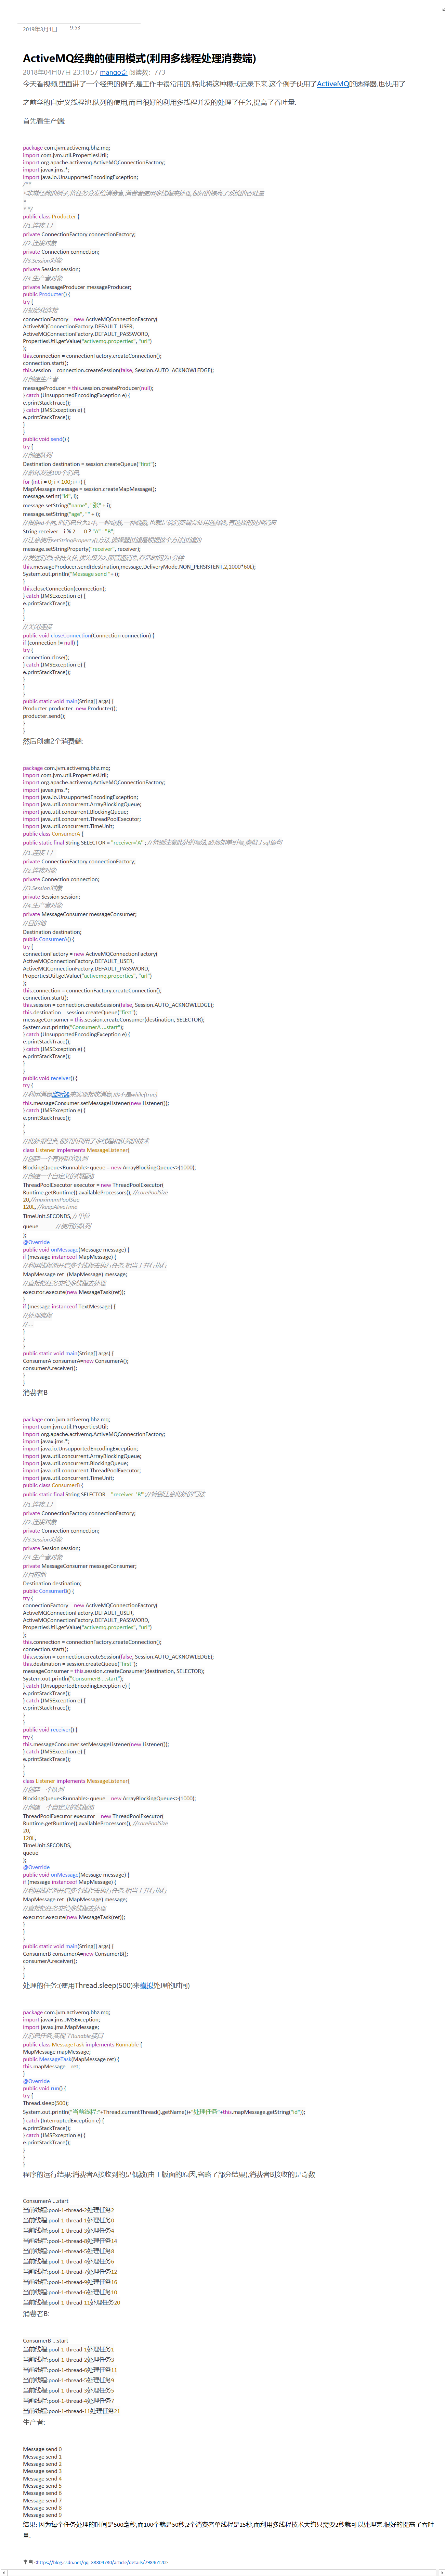 2019年3月1日
9:53
ActiveMQ经典的使用模式(利用多线程处理消费端)
2018年04月07日 23:10:57 mango奇 阅读数：773
今天看视频,里面讲了一个经典的例子,是工作中很常用的,特此将这种模式记录下来.这个例子使用了ActiveMQ的选择器,也使用了
之前学的自定义线程池.队列的使用,而且很好的利用多线程并发的处理了任务,提高了吞吐量.
首先看生产端:
package com.jvm.activemq.bhz.mq;
import com.jvm.util.PropertiesUtil;
import org.apache.activemq.ActiveMQConnectionFactory;
import javax.jms.*;
import java.io.UnsupportedEncodingException;
/**
* 非常经典的例子,将任务分发给消费者,消费者使用多线程来处理,很好的提高了系统的吞吐量
*
* */
public class Producter {
//1.连接工厂
private ConnectionFactory connectionFactory;
//2.连接对象
private Connection connection;
//3.Session对象
private Session session;
//4.生产者对象
private MessageProducer messageProducer;
public Producter() {
try {
//初始化连接
connectionFactory = new ActiveMQConnectionFactory(
ActiveMQConnectionFactory.DEFAULT_USER,
ActiveMQConnectionFactory.DEFAULT_PASSWORD,
PropertiesUtil.getValue("activemq.properties", "url")
);
this.connection = connectionFactory.createConnection();
connection.start();
this.session = connection.createSession(false, Session.AUTO_ACKNOWLEDGE);
//创建生产者
messageProducer = this.session.createProducer(null);
} catch (UnsupportedEncodingException e) {
e.printStackTrace();
} catch (JMSException e) {
e.printStackTrace();
}
}
public void send() {
try {
//创建队列
Destination destination = session.createQueue("first");
//循环发送100个消息,
for (int i = 0; i < 100; i++) {
MapMessage message = session.createMapMessage();
message.setInt("id", i);
message.setString("name", "张" + i);
message.setString("age", "" + i);
//根据id不同,把消息分为2半,一种奇数,一种偶数,也就是说消费端会使用选择器,有选择的处理消息
String receiver = i % 2 == 0 ? "A" : "B";
//注意使用setStringProperty()方法,选择器过滤是根据这个方法过滤的
message.setStringProperty("receiver", receiver);
//发送消息,非持久化,优先级为2,即普通消息,存活时间为1分钟
this.messageProducer.send(destination,message,DeliveryMode.NON_PERSISTENT,2,1000*60L);
System.out.println("Message send "+ i);
}
this.closeConnection(connection);
} catch (JMSException e) {
e.printStackTrace();
}
}
//关闭连接
public void closeConnection(Connection connection) {
if (connection != null) {
try {
connection.close();
} catch (JMSException e) {
e.printStackTrace();
}
}
}
public static void main(String[] args) {
Producter producter=new Producter();
producter.send();
}
}
然后创建2个消费端:
package com.jvm.activemq.bhz.mq;
import com.jvm.util.PropertiesUtil;
import org.apache.activemq.ActiveMQConnectionFactory;
import javax.jms.*;
import java.io.UnsupportedEncodingException;
import java.util.concurrent.ArrayBlockingQueue;
import java.util.concurrent.BlockingQueue;
import java.util.concurrent.ThreadPoolExecutor;
import java.util.concurrent.TimeUnit;
public class ConsumerA {
public static final String SELECTOR = "receiver='A'"; //特别注意此处的写法,必须加单引号,类似于sql语句
//1.连接工厂
private ConnectionFactory connectionFactory;
//2.连接对象
private Connection connection;
//3.Session对象
private Session session;
//4.生产者对象
private MessageConsumer messageConsumer;
//目的地
Destination destination;
public ConsumerA() {
try {
connectionFactory = new ActiveMQConnectionFactory(
ActiveMQConnectionFactory.DEFAULT_USER,
ActiveMQConnectionFactory.DEFAULT_PASSWORD,
PropertiesUtil.getValue("activemq.properties", "url")
);
this.connection = connectionFactory.createConnection();
connection.start();
this.session = connection.createSession(false, Session.AUTO_ACKNOWLEDGE);
this.destination = session.createQueue("first");
messageConsumer = this.session.createConsumer(destination, SELECTOR);
System.out.println("ConsumerA ...start");
} catch (UnsupportedEncodingException e) {
e.printStackTrace();
} catch (JMSException e) {
e.printStackTrace();
}
}
public void receiver() {
try {
//利用消息监听器,来实现接收消息,而不是while(true)
this.messageConsumer.setMessageListener(new Listener());
} catch (JMSException e) {
e.printStackTrace();
}
}
//此处很经典,很好的利用了多线程和队列的技术
class Listener implements MessageListener{
//创建一个有界阻塞队列
BlockingQueue<Runnable> queue = new ArrayBlockingQueue<>(1000);
//创建一个自定义的线程池
ThreadPoolExecutor executor = new ThreadPoolExecutor(
Runtime.getRuntime().availableProcessors(), //corePoolSize
20,//maximumPoolSize
120L, //keepAliveTime
TimeUnit.SECONDS, //单位
queue //使用的队列
);
@Override
public void onMessage(Message message) {
if (message instanceof MapMessage) {
//利用线程池开启多个线程去执行任务.相当于并行执行
MapMessage ret=(MapMessage) message;
//直接把任务交给多线程去处理
executor.execute(new MessageTask(ret));
}
if (message instanceof TextMessage) {
//处理流程
//....
}
}
}
public static void main(String[] args) {
ConsumerA consumerA=new ConsumerA();
consumerA.receiver();
}
}
消费者B
package com.jvm.activemq.bhz.mq;
import com.jvm.util.PropertiesUtil;
import org.apache.activemq.ActiveMQConnectionFactory;
import javax.jms.*;
import java.io.UnsupportedEncodingException;
import java.util.concurrent.ArrayBlockingQueue;
import java.util.concurrent.BlockingQueue;
import java.util.concurrent.ThreadPoolExecutor;
import java.util.concurrent.TimeUnit;
public class ConsumerB {
public static final String SELECTOR = "receiver='B'";//特别注意此处的写法
//1.连接工厂
private ConnectionFactory connectionFactory;
//2.连接对象
private Connection connection;
//3.Session对象
private Session session;
//4.生产者对象
private MessageConsumer messageConsumer;
//目的地
Destination destination;
public ConsumerB() {
try {
connectionFactory = new ActiveMQConnectionFactory(
ActiveMQConnectionFactory.DEFAULT_USER,
ActiveMQConnectionFactory.DEFAULT_PASSWORD,
PropertiesUtil.getValue("activemq.properties", "url")
);
this.connection = connectionFactory.createConnection();
connection.start();
this.session = connection.createSession(false, Session.AUTO_ACKNOWLEDGE);
this.destination = session.createQueue("first");
messageConsumer = this.session.createConsumer(destination, SELECTOR);
System.out.println("ConsumerB ...start");
} catch (UnsupportedEncodingException e) {
e.printStackTrace();
} catch (JMSException e) {
e.printStackTrace();
}
}
public void receiver() {
try {
this.messageConsumer.setMessageListener(new Listener());
} catch (JMSException e) {
e.printStackTrace();
}
}
class Listener implements MessageListener{
//创建一个队列
BlockingQueue<Runnable> queue = new ArrayBlockingQueue<>(1000);
//创建一个自定义的线程池
ThreadPoolExecutor executor = new ThreadPoolExecutor(
Runtime.getRuntime().availableProcessors(), //corePoolSize
20,
120L,
TimeUnit.SECONDS,
queue
);
@Override
public void onMessage(Message message) {
if (message instanceof MapMessage) {
//利用线程池开启多个线程去执行任务.相当于并行执行
MapMessage ret=(MapMessage) message;
//直接把任务交给多线程去处理
executor.execute(new MessageTask(ret));
}
}
}
public static void main(String[] args) {
ConsumerB consumerA=new ConsumerB();
consumerA.receiver();
}
}
处理的任务:(使用Thread.sleep(500)来模拟处理的时间)
package com.jvm.activemq.bhz.mq;
import javax.jms.JMSException;
import javax.jms.MapMessage;
//消费任务,实现了Runable接口
public class MessageTask implements Runnable {
MapMessage mapMessage;
public MessageTask(MapMessage ret) {
this.mapMessage = ret;
}
@Override
public void run() {
try {
Thread.sleep(500);
System.out.println("当前线程:"+Thread.currentThread().getName()+"处理任务"+this.mapMessage.getString("id"));
} catch (InterruptedException e) {
e.printStackTrace();
} catch (JMSException e) {
e.printStackTrace();
}
}
}
程序的运行结果:消费者A接收到的是偶数((由于版面的原因,省略了部分结果),消费者B接收的是奇数
ConsumerA ...start
当前线程:pool-1-thread-2处理任务2
当前线程:pool-1-thread-1处理任务0
当前线程:pool-1-thread-3处理任务4
当前线程:pool-1-thread-8处理任务14
当前线程:pool-1-thread-5处理任务8
当前线程:pool-1-thread-4处理任务6
当前线程:pool-1-thread-7处理任务12
当前线程:pool-1-thread-9处理任务16
当前线程:pool-1-thread-6处理任务10
当前线程:pool-1-thread-11处理任务20
消费者B:
ConsumerB ...start
当前线程:pool-1-thread-1处理任务1
当前线程:pool-1-thread-2处理任务3
当前线程:pool-1-thread-6处理任务11
当前线程:pool-1-thread-5处理任务9
当前线程:pool-1-thread-3处理任务5
当前线程:pool-1-thread-4处理任务7
当前线程:pool-1-thread-11处理任务21
生产者:
Message send 0
Message send 1
Message send 2
Message send 3
Message send 4
Message send 5
Message send 6
Message send 7
Message send 8
Message send 9
结果: 因为每个任务处理的时间是500毫秒,而100个就是50秒,2个消费者单线程是25秒,而利用多线程技术大约只需要2秒就可以处理完.很好的提高了吞吐
量.
来自 <https://blog.csdn.net/qq_33804730/article/details/79846120>